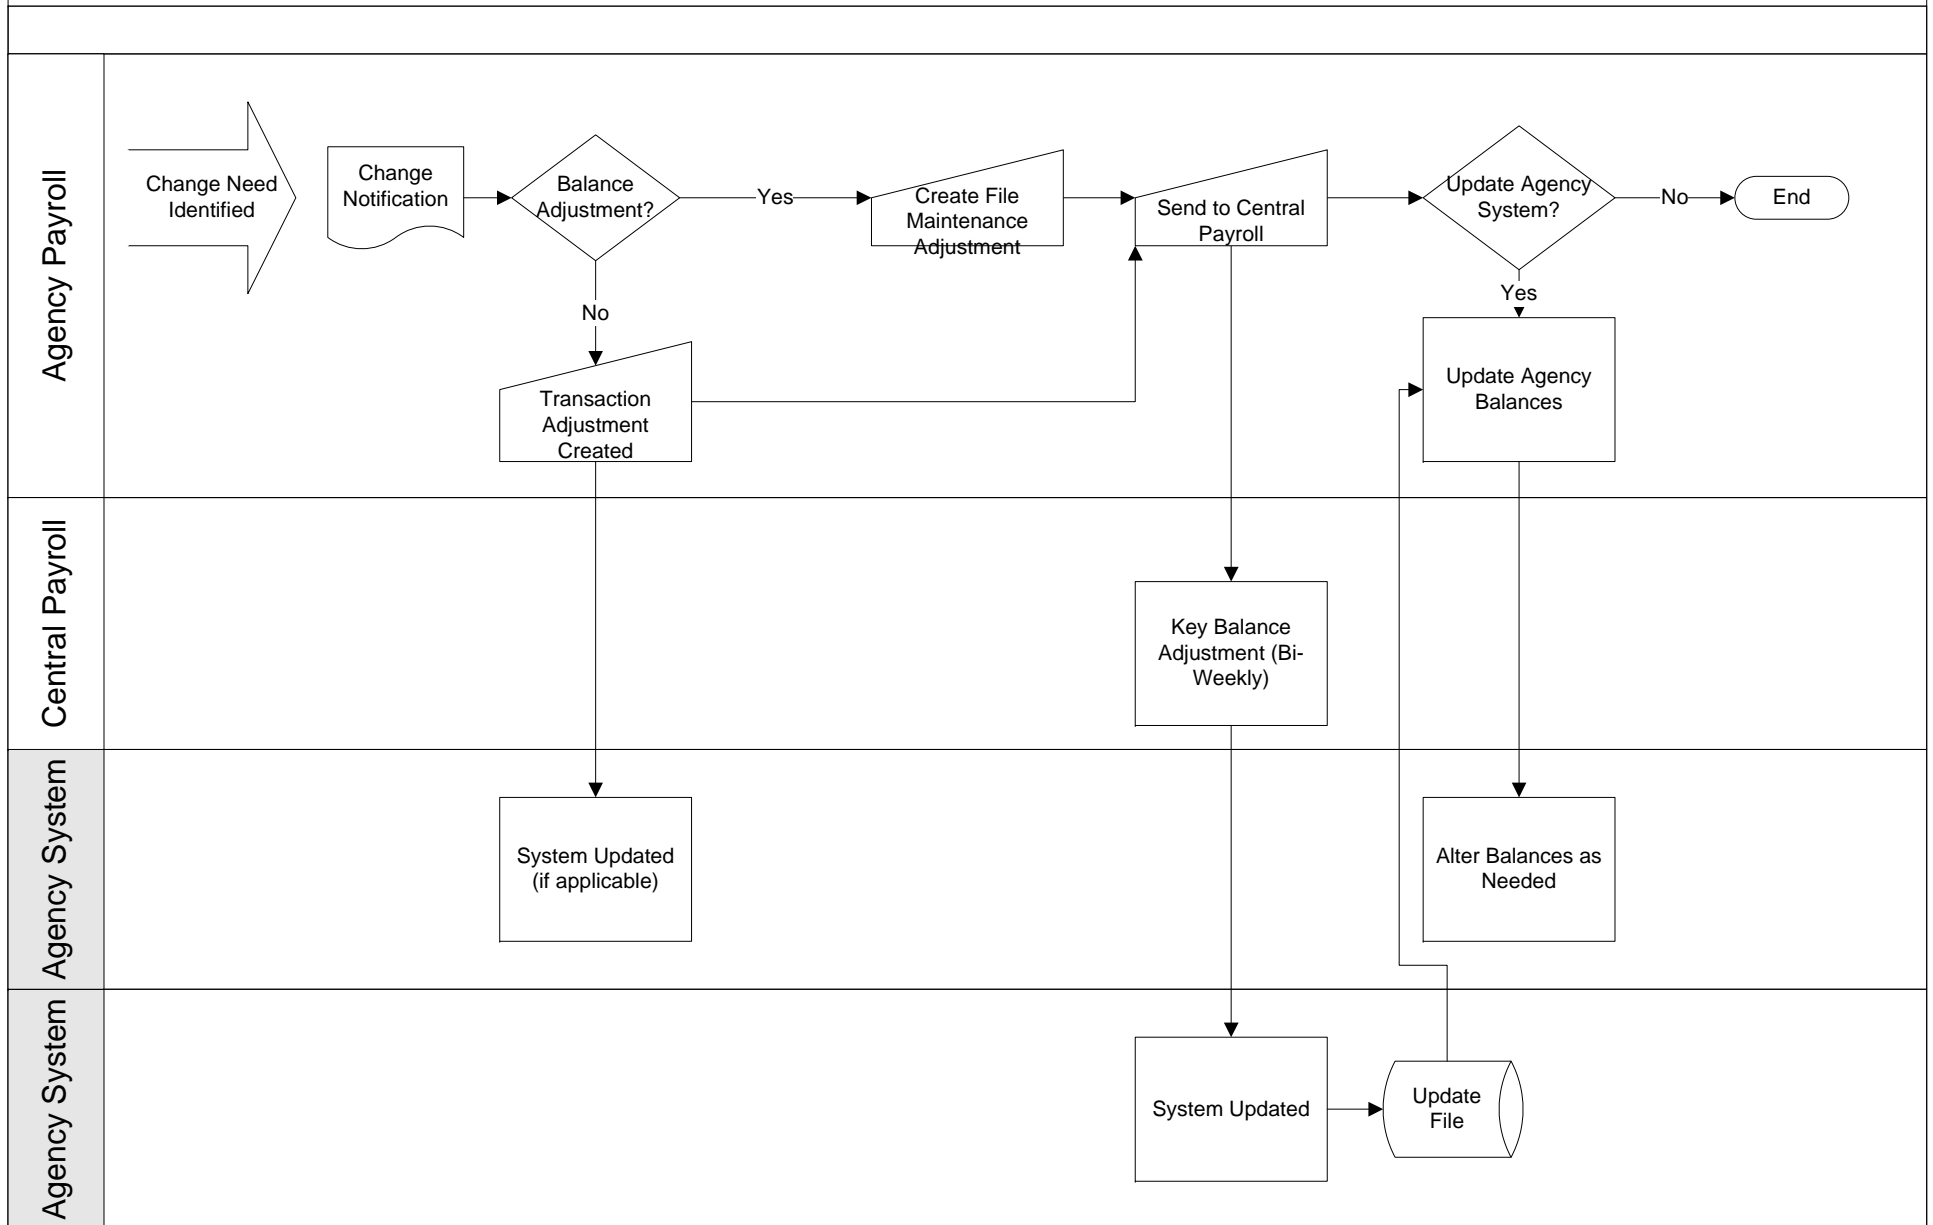 Agency Payroll
Change Need
Identified
Change
Notification
Balance
Adjustment?
Yes
Create File
Maintenance
Adjustment
Send to Central
Payroll
Update Agency
System?
No
End
No
Yes
Transaction
Adjustment
Created
Update Agency
Balances
Central Payroll
Key Balance
Adjustment (Bi-
Weekly)
Agency System
System Updated
(if applicable)
Alter Balances as
Needed
Agency System
System Updated
Update
File